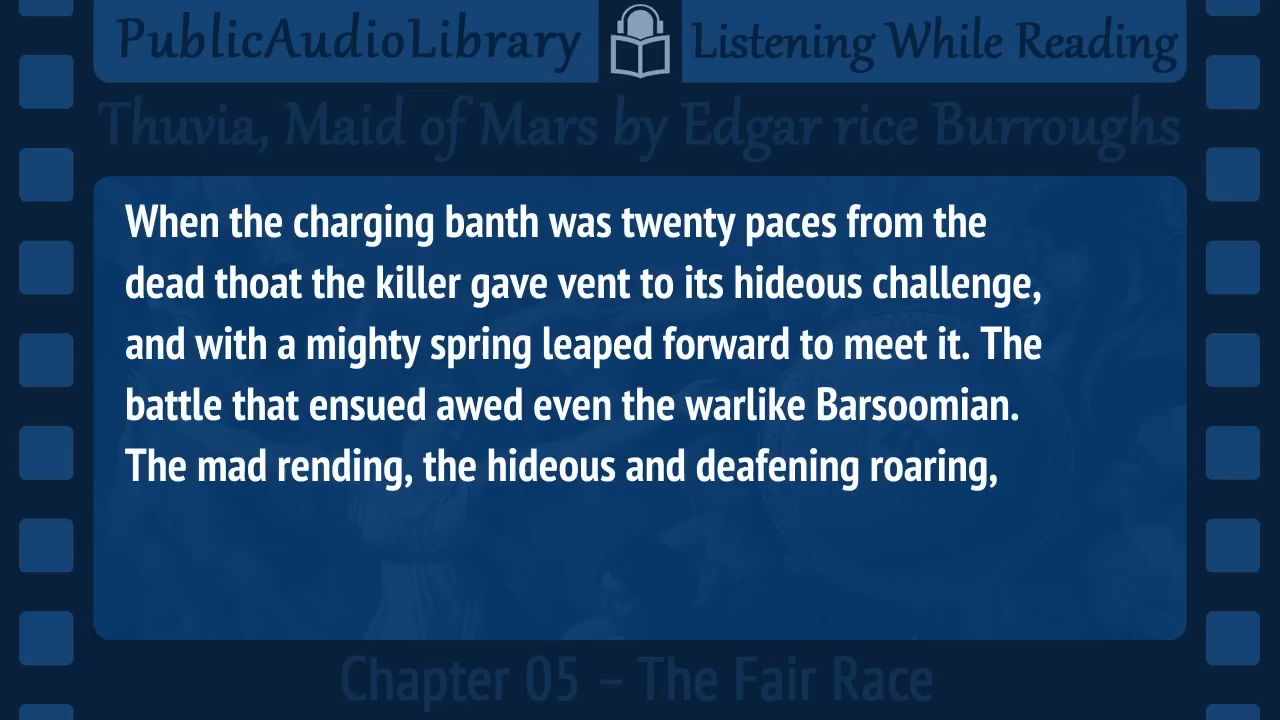 PublicAudioLibrary Listening While Reading
Thuvia, Maid of Mars by Edgar rice Burroughs
When the charging banth was twenty paces from the
dead thoat the killer gave vent to its hideous challenge,
and with a mighty spring leaped forward to meet it. The
battle that ensued awed even the warlike Barsoomian.
The mad rending, the hideous and deafening roaring,
Chapter 05 – The Fair Race